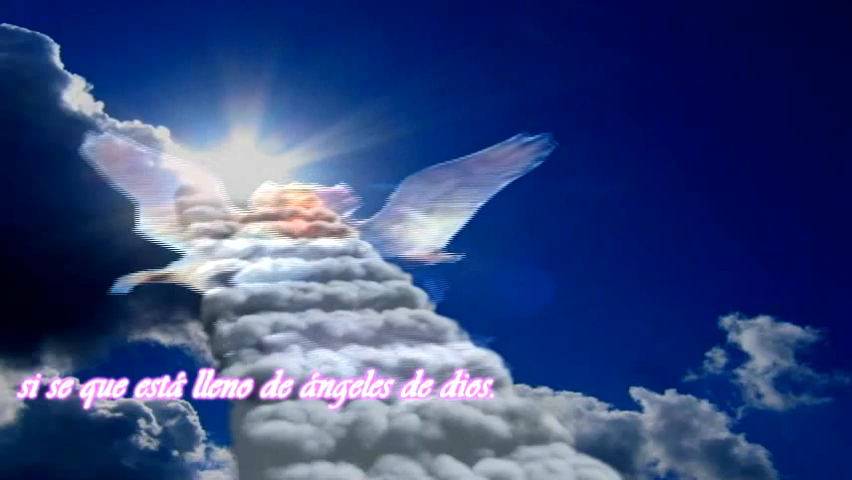 si se que está lleno de ángeles de dios.